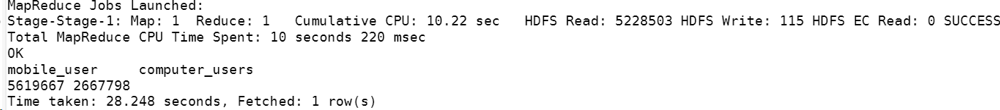 MapReduce Jobs Launched:
Stage-Stage-1: Map: 1  Reduce: 1   Cumulative CPU: 10.22 sec   HDFS Read: 5228503 HDFS Write: 115 HDFS EC Read: 0 SUCCESS
Total MapReduce CPU Time Spent: 10 seconds 220 msec
OK
mobile_user     computer_users
5619667 2667798
Time taken: 28.248 seconds, Fetched: 1 row(s)